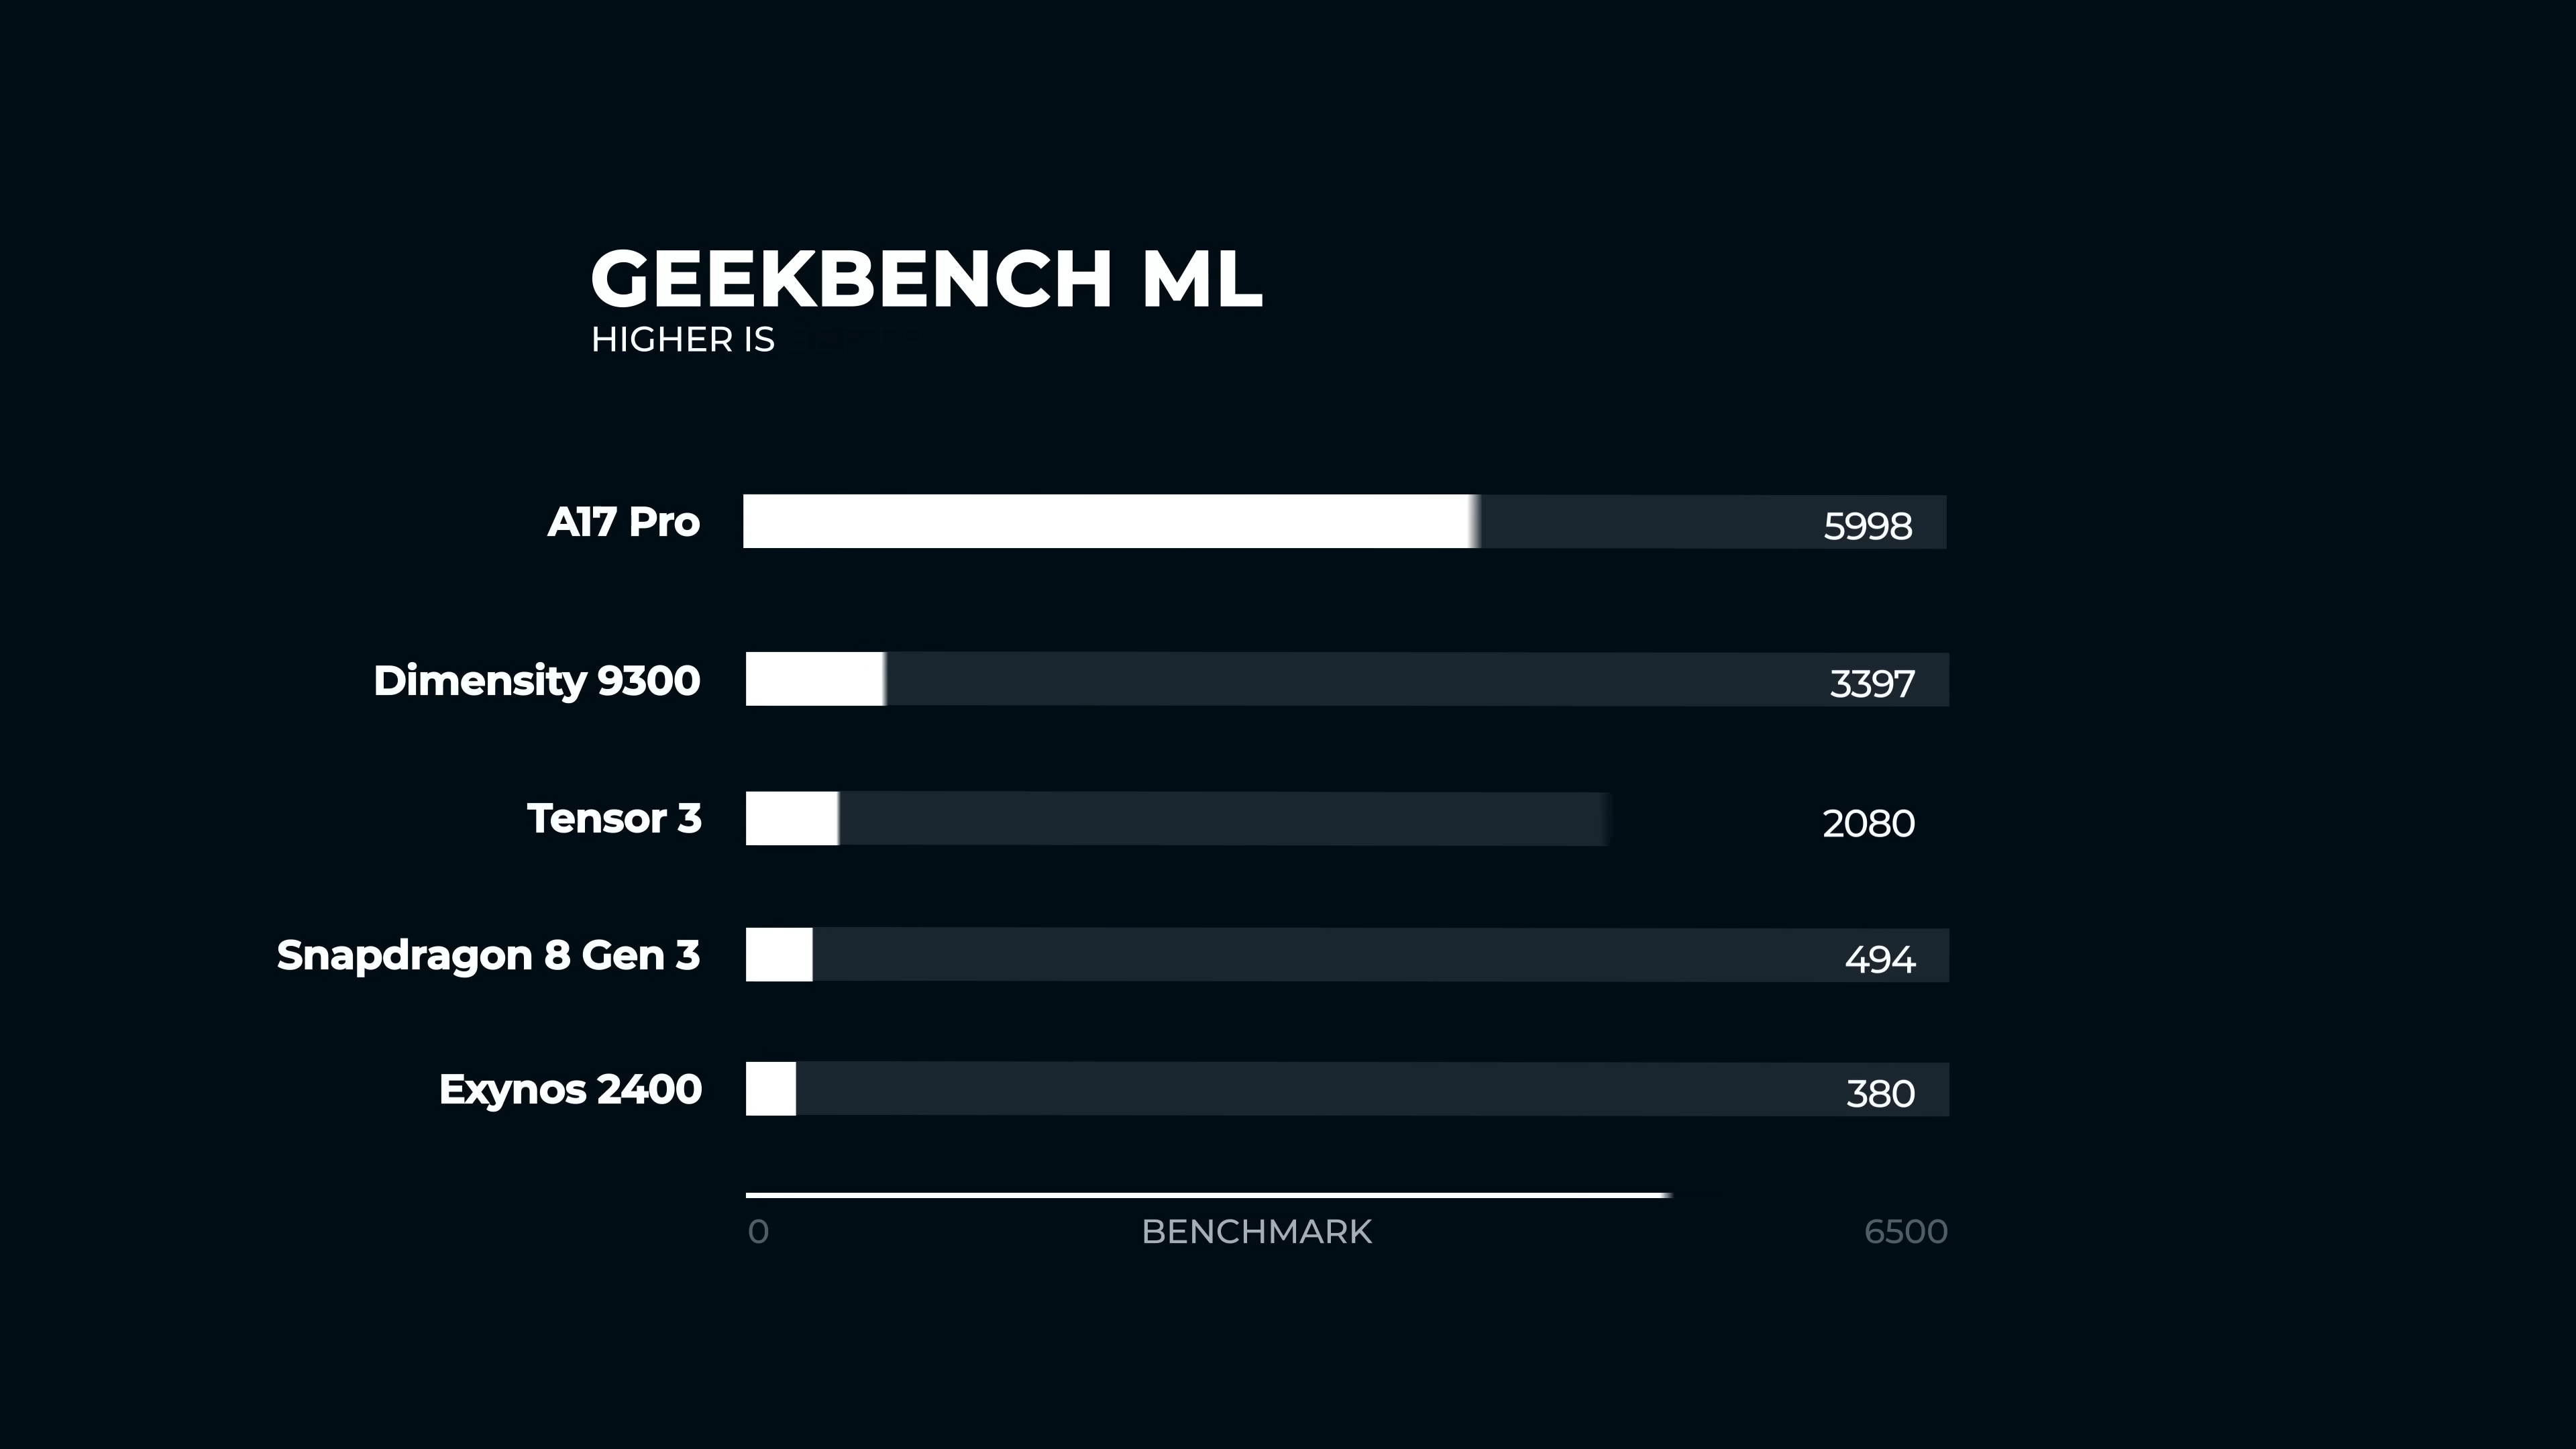 GEEKBENCH ML
HIGHER IS
A17 Pro 5998
Dimensity 9300 3397
Tensor 3 2080
Snapdragon 8 Gen 3 494
Exynos 2400 380
0 BENCHMARK 6500